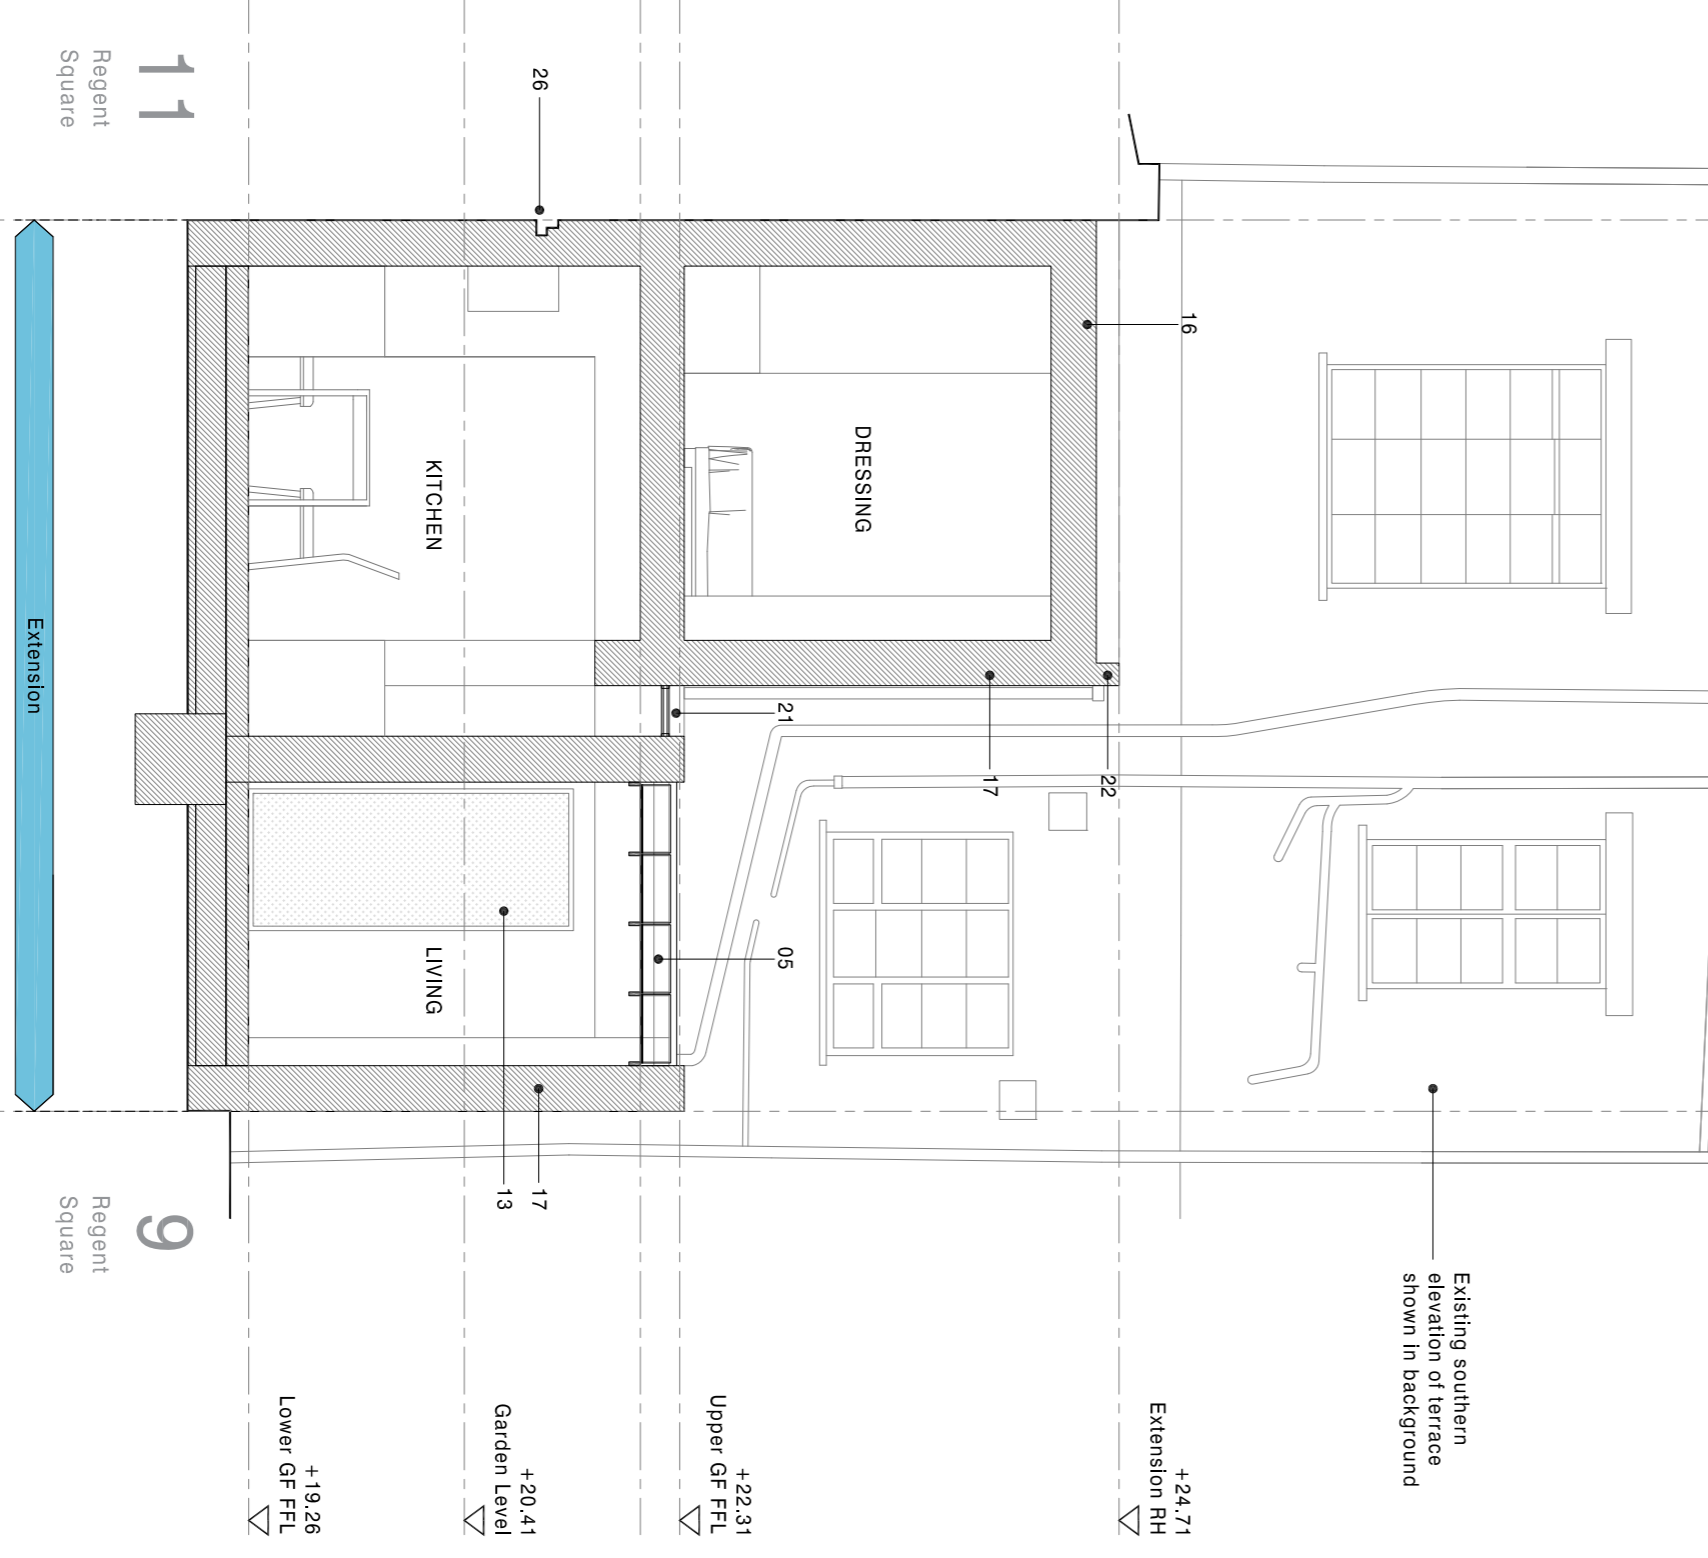 Existing southern
elevation of terrace
shown in background
16
+24.71
Extension RH
22
17
DRESSING
21
05
+22.31
Upper GF FFL
26
17
13
+20.41
Garden Level
KITCHEN
LIVING
+19.26
Lower GF FFL
11
Regent
Square
9
Regent
Square
Extension